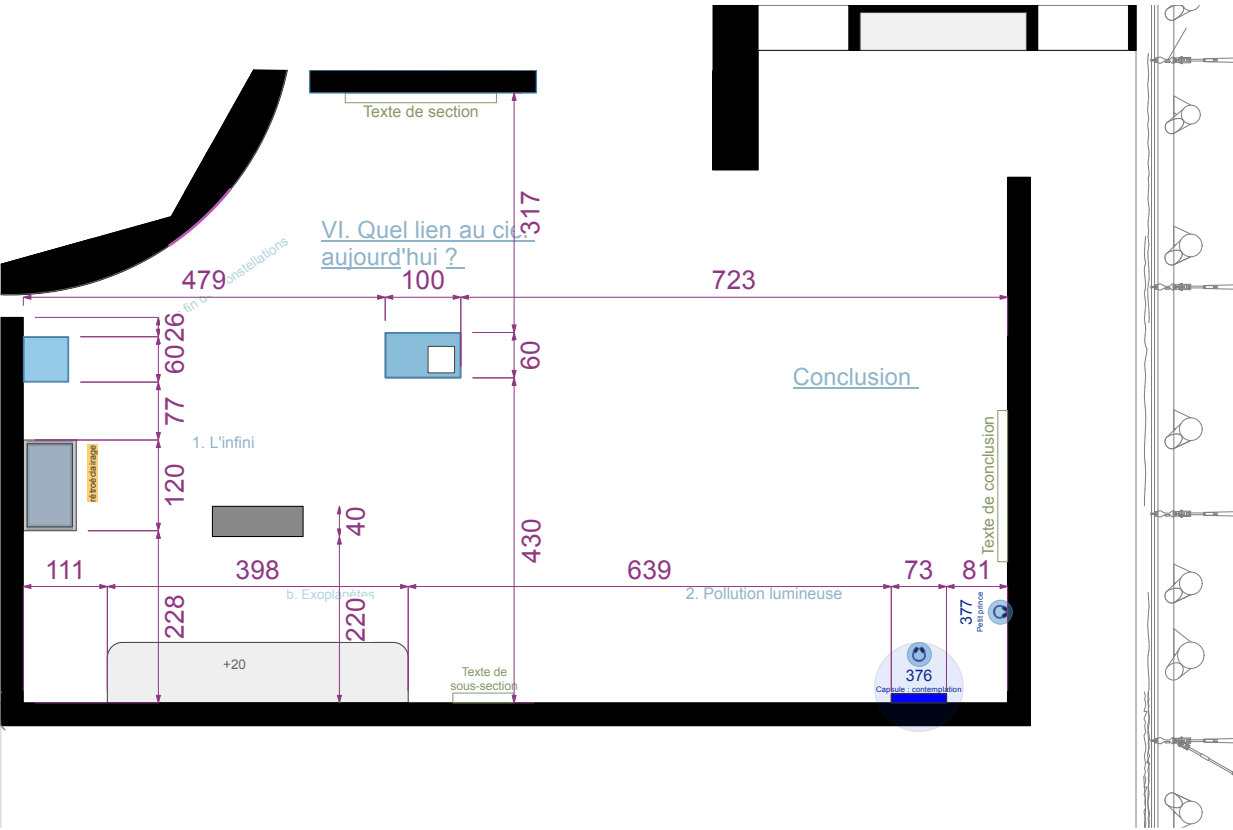 Texte de section
VI. Quel lien au ciel
aujourd'hui ?
317
479
100
723
26
60
60
77
Conclusion
1. L'infini
rétroéclairage
120
40
430
Texte de conclusion
111
398
639
73
81
b. Exoplanètes
2. Pollution lumineuse
228
220
377
Petit prince
+20
Texte de
sous-section
376
Capsule : contemplation